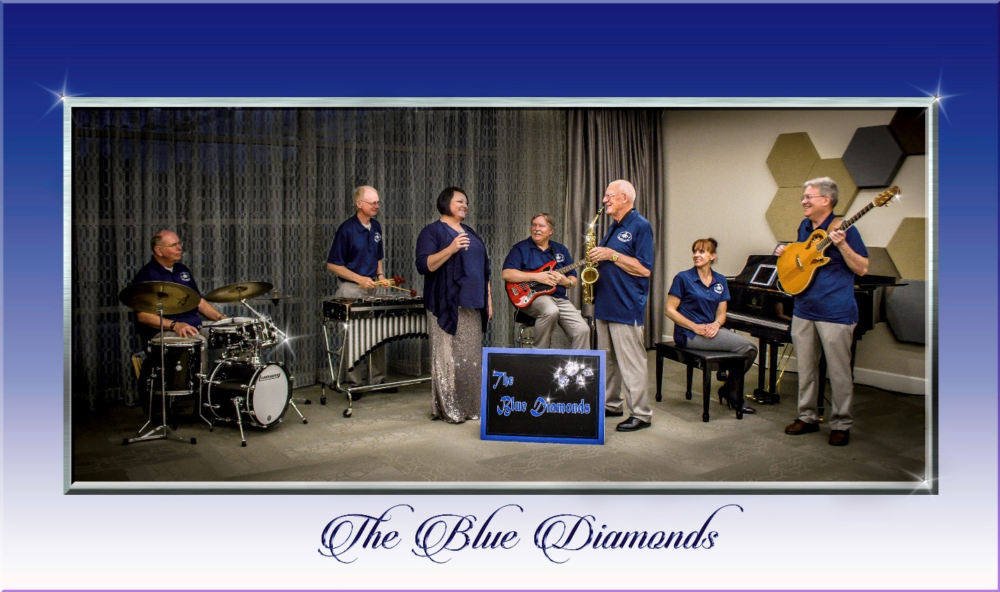 Ludwig
The
Blue Diamonds
The Blue Diamonds